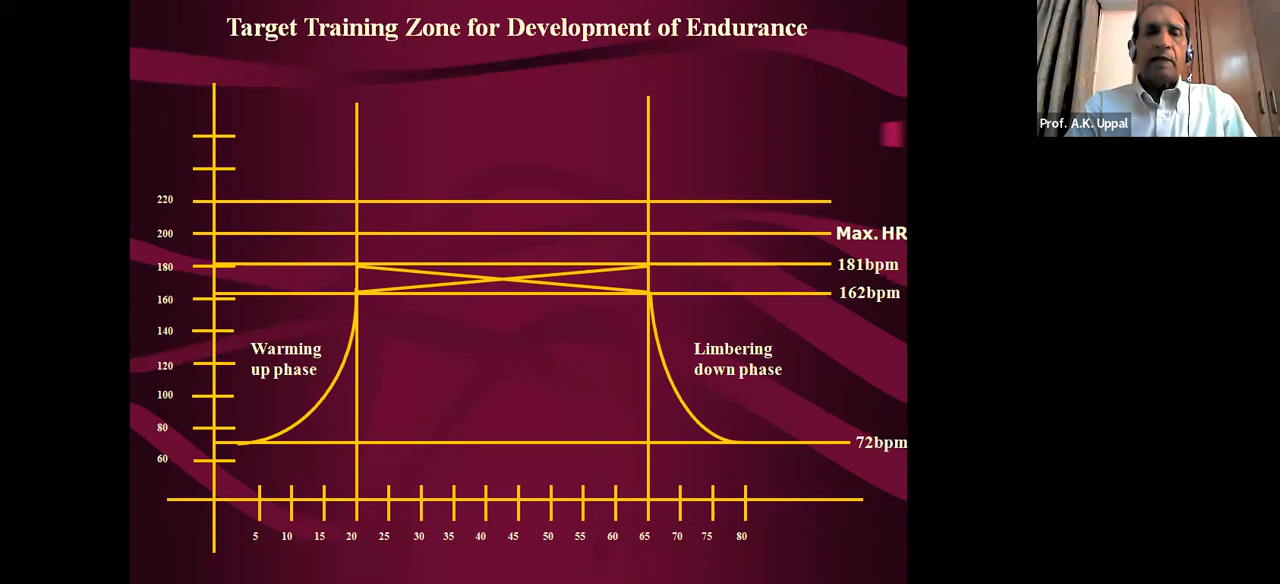 Target Training Zone for Development of Endurance
Prof. A.K. Uppal
220
200
Max. HR
180
181bpm
160
162bpm
140
Warming
up phase
Limbering
down phase
120
100
80
72bpm
60
5 10 15 20 25 30 35 40 45 50 55 60 65 70 75 80